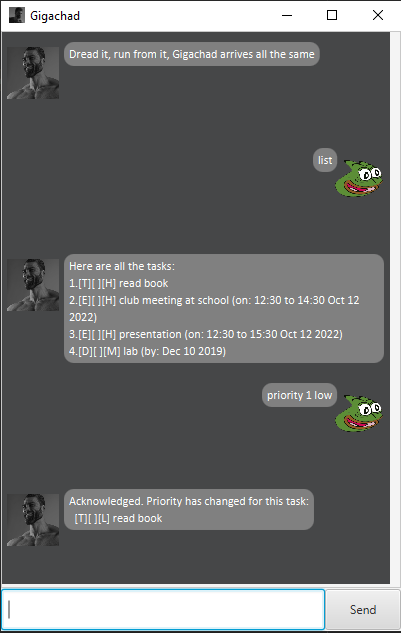 Gigachad
Dread it, run from it, Gigachad arrives all the same
list
Here are all the tasks:
1.[T][ ][H] read book
2.[E][ ][H] club meeting at school (on: 12:30 to 14:30 Oct 12
2022)
3.[E][ ][H] presentation (on: 12:30 to 15:30 Oct 12 2022)
4.[D][ ][M] lab (by: Dec 10 2019)
priority 1 low
Acknowledged. Priority has changed for this task:
[T][ ][L] read book
Send